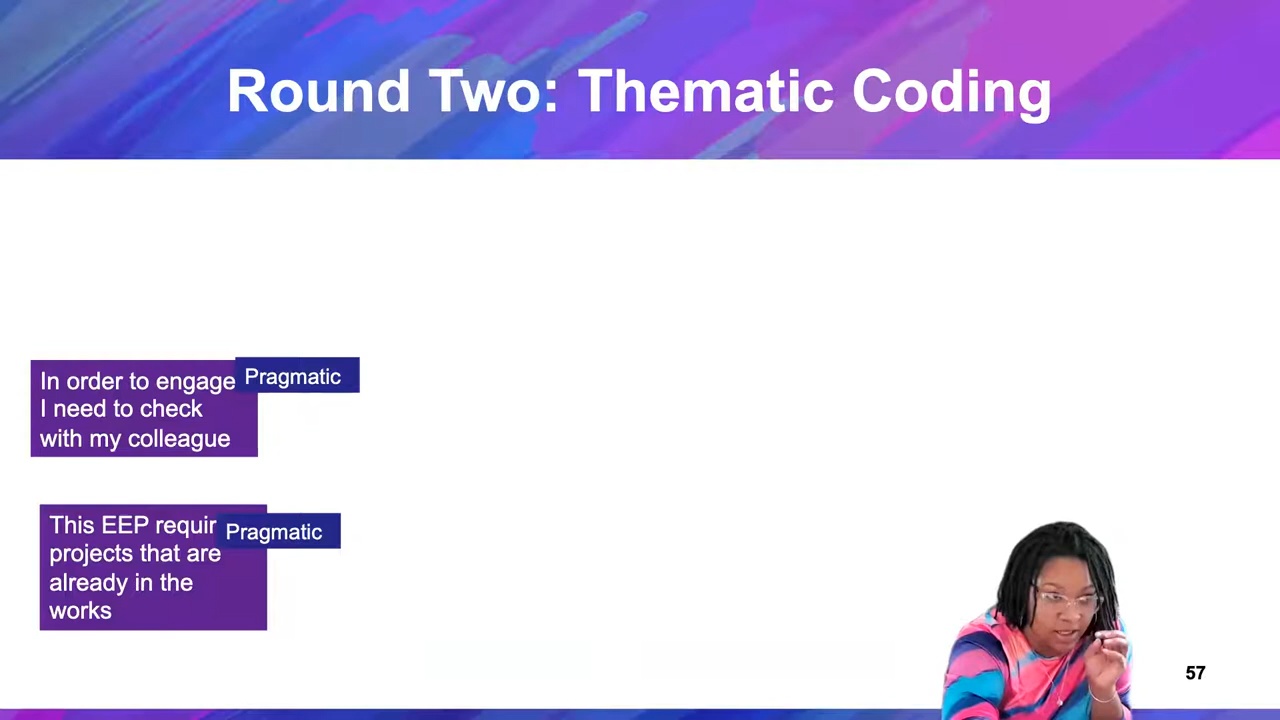 Round Two: Thematic Coding
In order to engage
Pragmatic
I need to check
with my colleague
This EEP requir
Pragmatic
projects that are
already in the
works
57